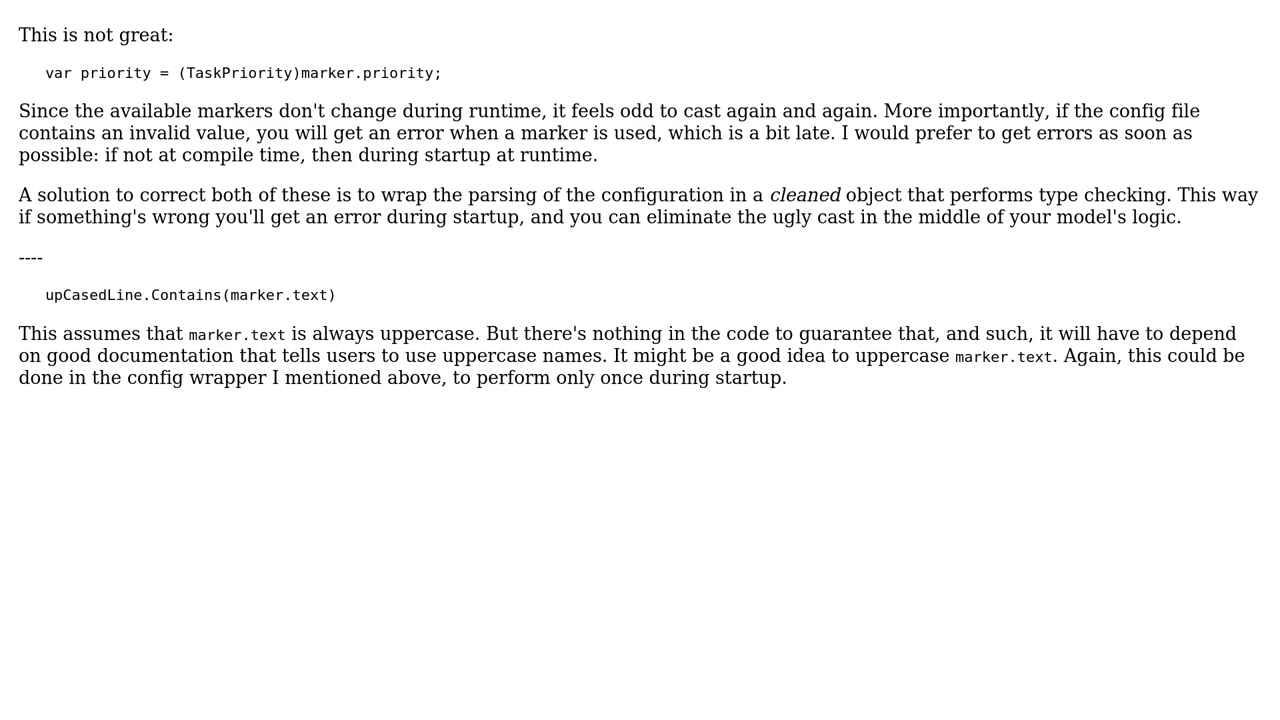 This is not great:
var priority = (TaskPriority)marker.priority;
Since the available markers don't change during runtime, it feels odd to cast again and again. More importantly, if the config file
contains an invalid value, you will get an error when a marker is used, which is a bit late. I would prefer to get errors as soon as
possible: if not at compile time, then during startup at runtime.
A solution to correct both of these is to wrap the parsing of the configuration in a cleaned object that performs type checking. This way
if something's wrong you'll get an error during startup, and you can eliminate the ugly cast in the middle of your model's logic.
----
upCasedLine.Contains(marker.text)
This assumes that marker.text is always uppercase. But there's nothing in the code to guarantee that, and such, it will have to depend
on good documentation that tells users to use uppercase names. It might be a good idea to uppercase marker.text. Again, this could be
done in the config wrapper I mentioned above, to perform only once during startup.